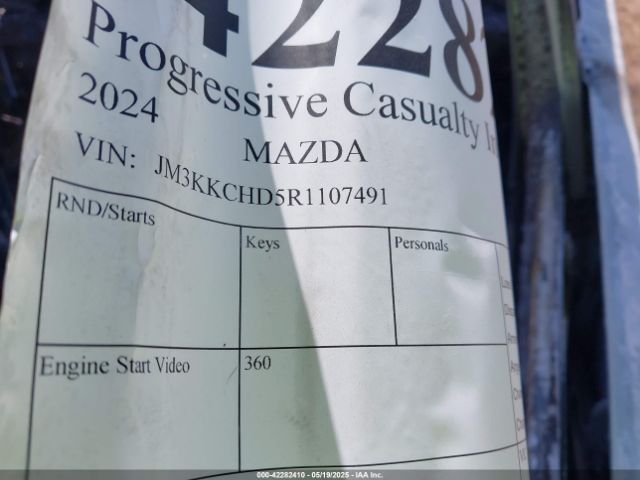 4228
Progressive Casualty
2024
MAZDA
VIN: JM3KKCHD5R1107491
RND/Starts
Keys
Personals
Engine Start Video
360
000-42282410 - 05/19/2025 - IAA Inc.